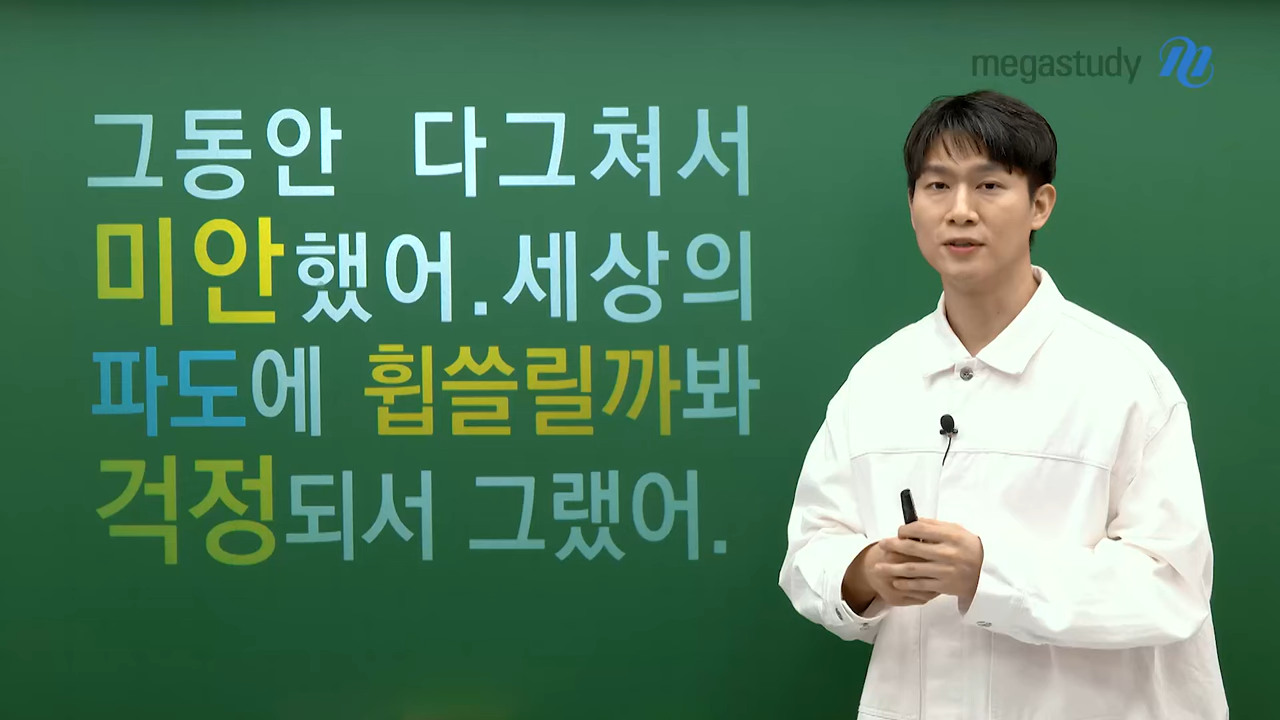 megastudy
그동안 다그쳐서
미안했어.세상의
파도에 휩쓸릴까봐
걱정되서 그랬어.